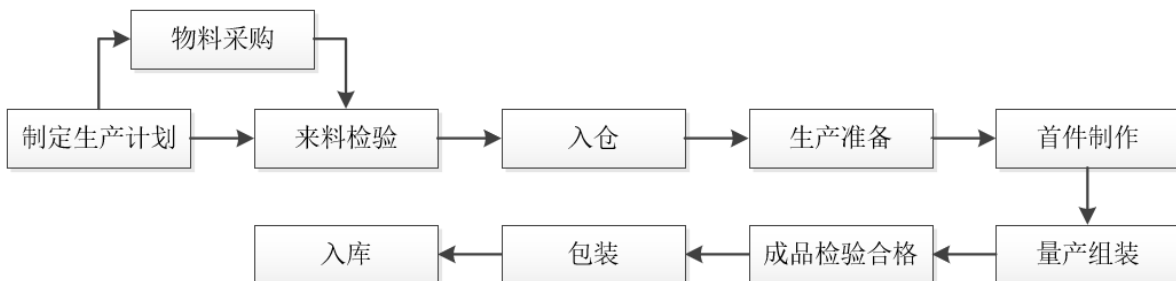 物料采购
制定生产计划
来料检验
入仓
生产准备
首件制作
量产组装
成品检验合格
包装
入库